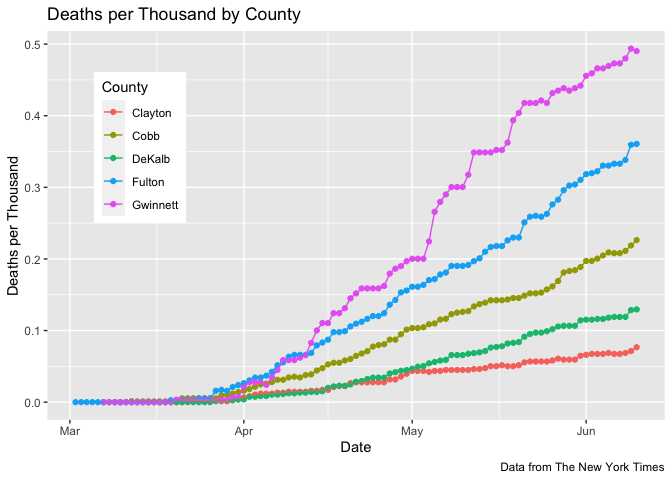 Deaths per Thousand by County
0.5
0.4
0.3
0.2
0.1
0.0
Deaths per Thousand
County
Clayton
Cobb
DeKalb
Fulton
Gwinnett
Mar
Apr
May
Jun
Date
Data from The New York Times